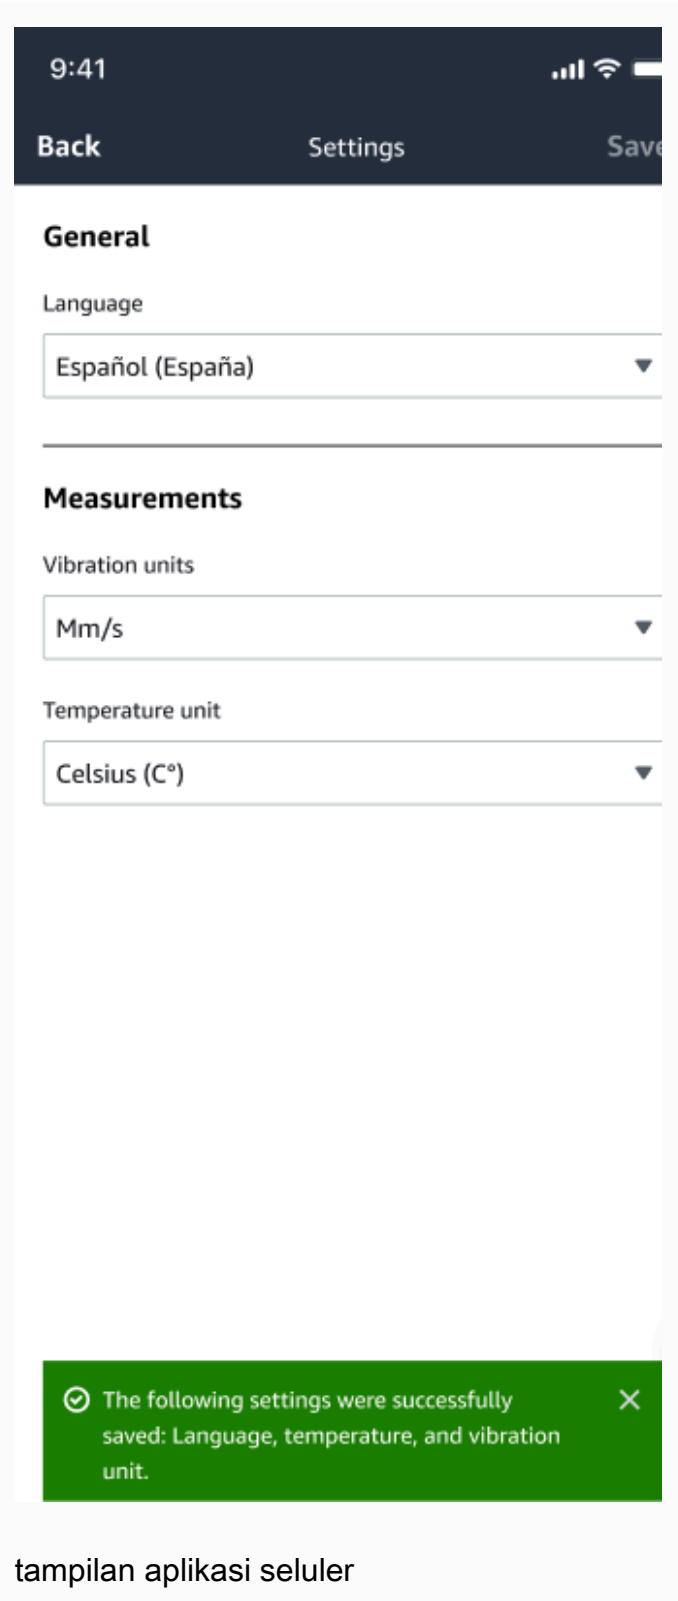 9:41
Back Settings Save
General
Language
Español (España)
Measurements
Vibration units
Mm/s
Temperature unit
Celsius (C°)
The following settings were successfully
saved: Language, temperature, and vibration
unit.
tampilan aplikasi seluler